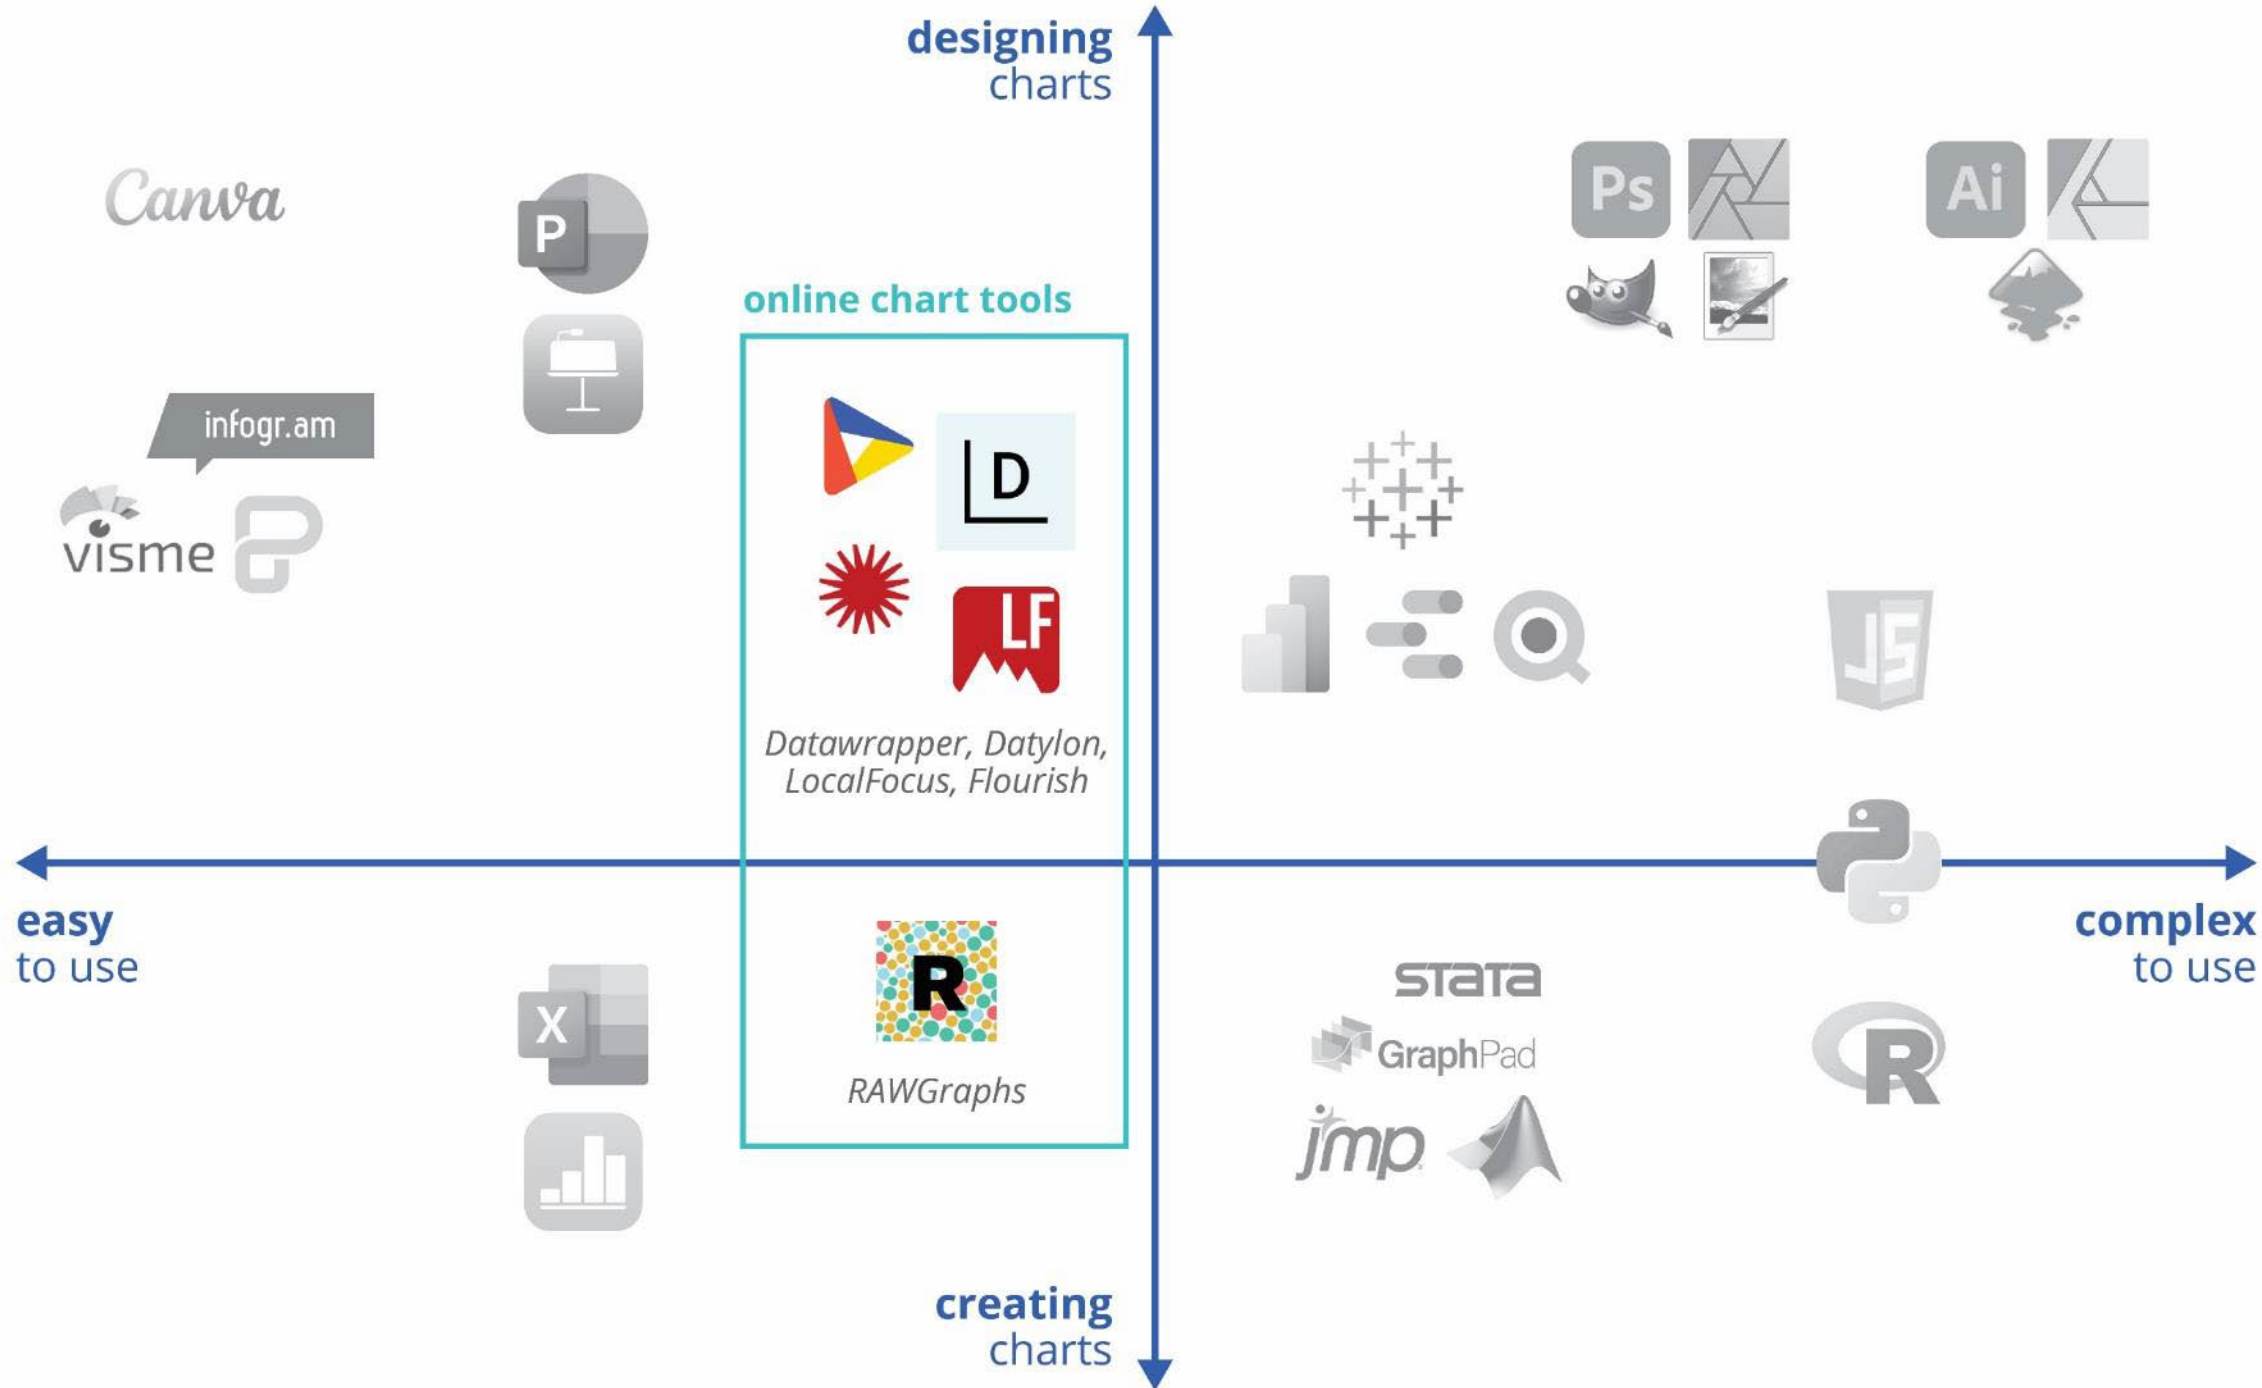 designing
charts
Canva
P
Ps
Ai
online chart tools
infogr.am
D
visme
LF
JS
Datawrapper, Datylon,
LocalFocus, Flourish
easy
to use
complex
to use
R
X
RAWGraphs
STATA
GraphPad
jmp
R
creating
charts